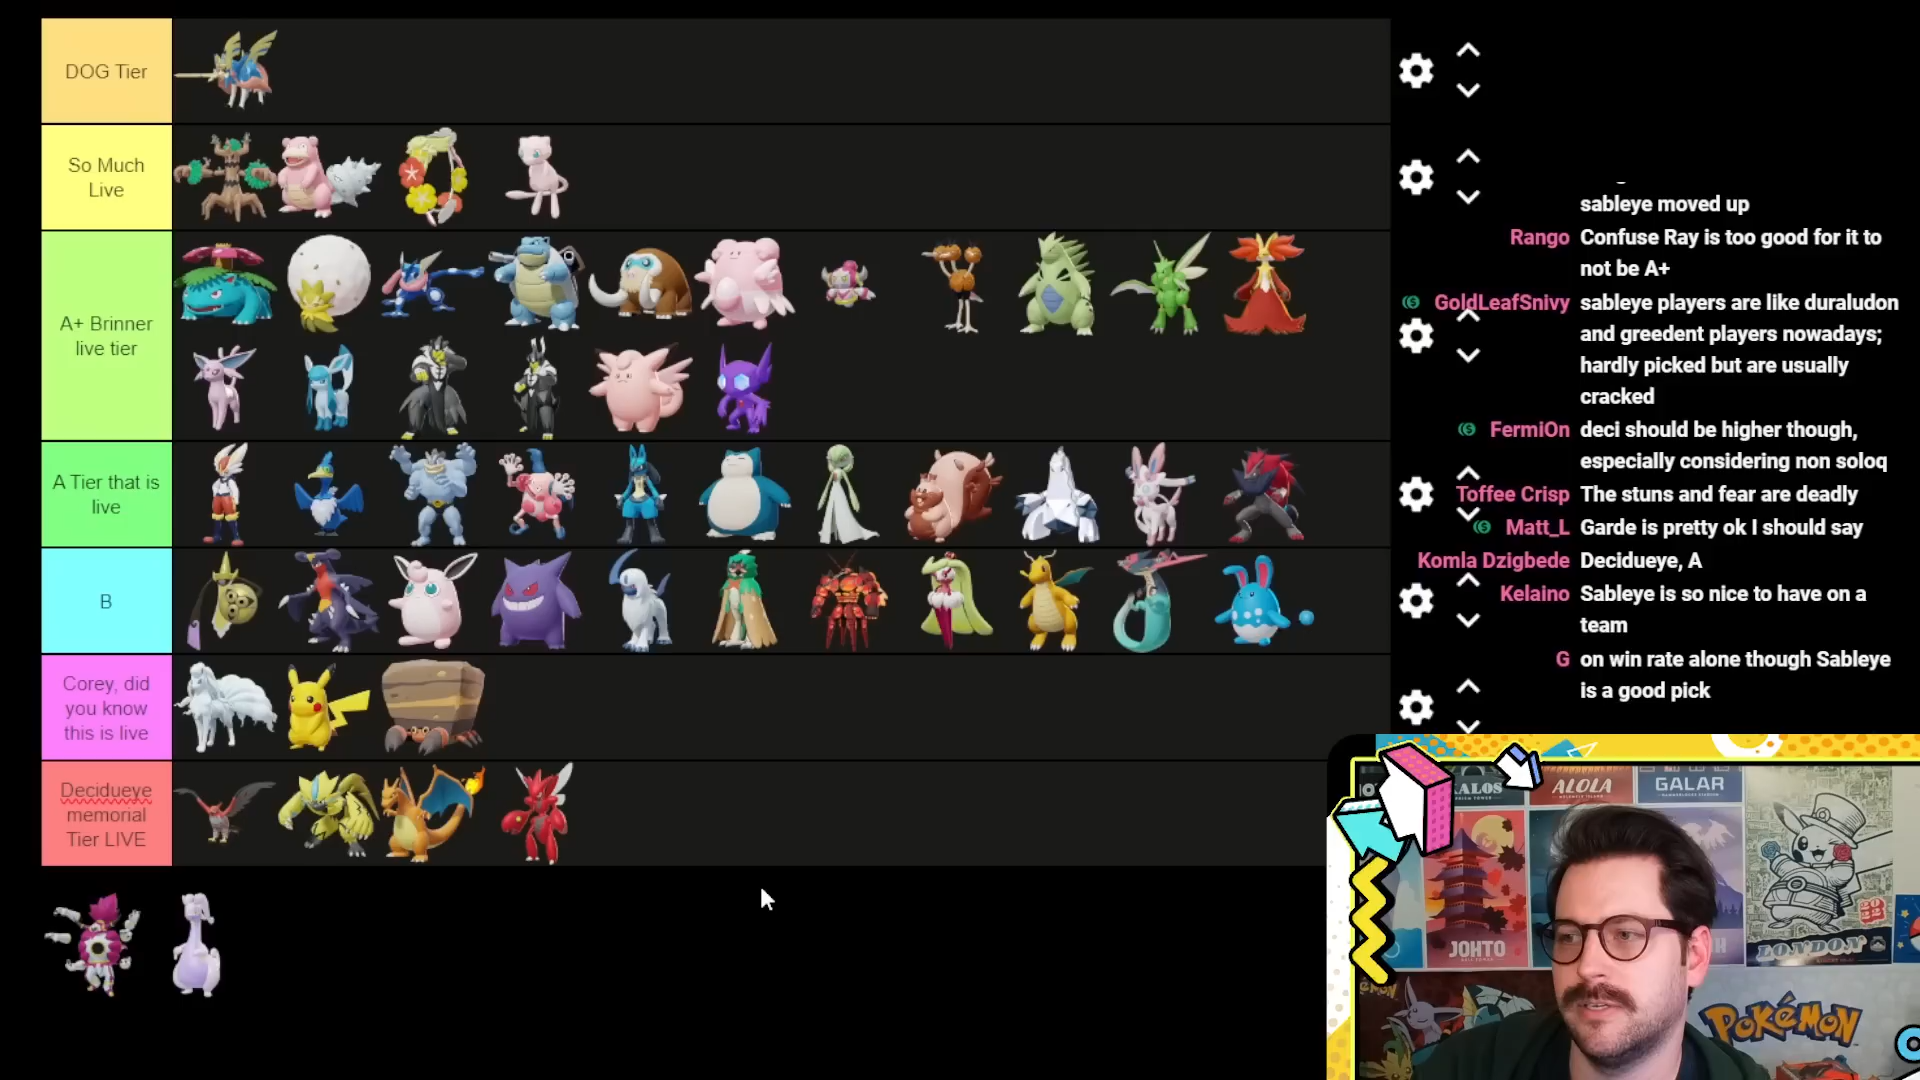 DOG Tier
So Much
Live
A+ Brinner
live tier
A Tier that is
live
B
Corey, did
you know
this is live
Decidueye
memorial
Tier LIVE
sableye moved up
Rango Confuse Ray is too good for it to
not be A+
GoldLeafSnivy sableye players are like duraludon
and greedent players nowadays;
hardly picked but are usually
cracked
FermiOn deci should be higher though,
especially considering non soloq
Toffee Crisp The stuns and fear are deadly
Matt_L Garde is pretty ok I should say
Komla Dzigbede Decidueye, A
Kelaino Sableye is so nice to have on a
team
G on win rate alone though Sableye
is a good pick
ALOLA
GALAR
JOHTO
2022
LONDON
POKéMON